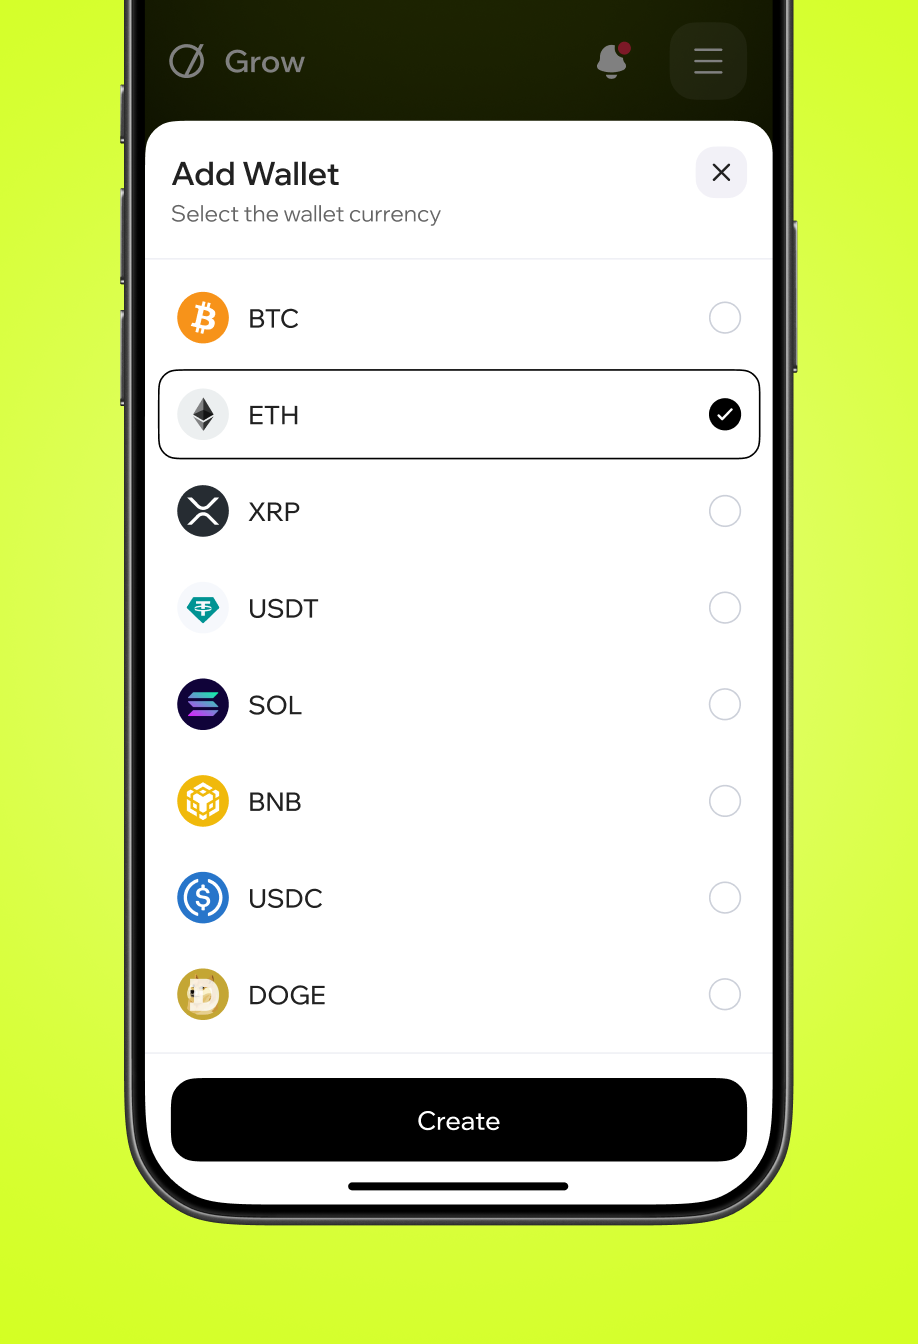 Grow
Add Wallet
Select the wallet currency
BTC
ETH
XRP
USDT
SOL
BNB
USDC
DOGE
Create